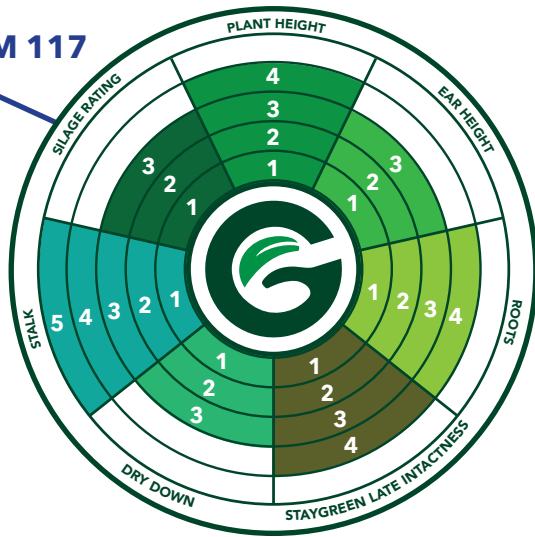 M 117
PLANT HEIGHT
4
3
2
1
EAR HEIGHT
3
2
1
ROOTS
1 2 3 4
STAYGREEN LATE INTACTNESS
1
2
3
4
DRY DOWN
1
2
3
STALK
5 4 3 2 1
SILAGE RATING
3
2
1